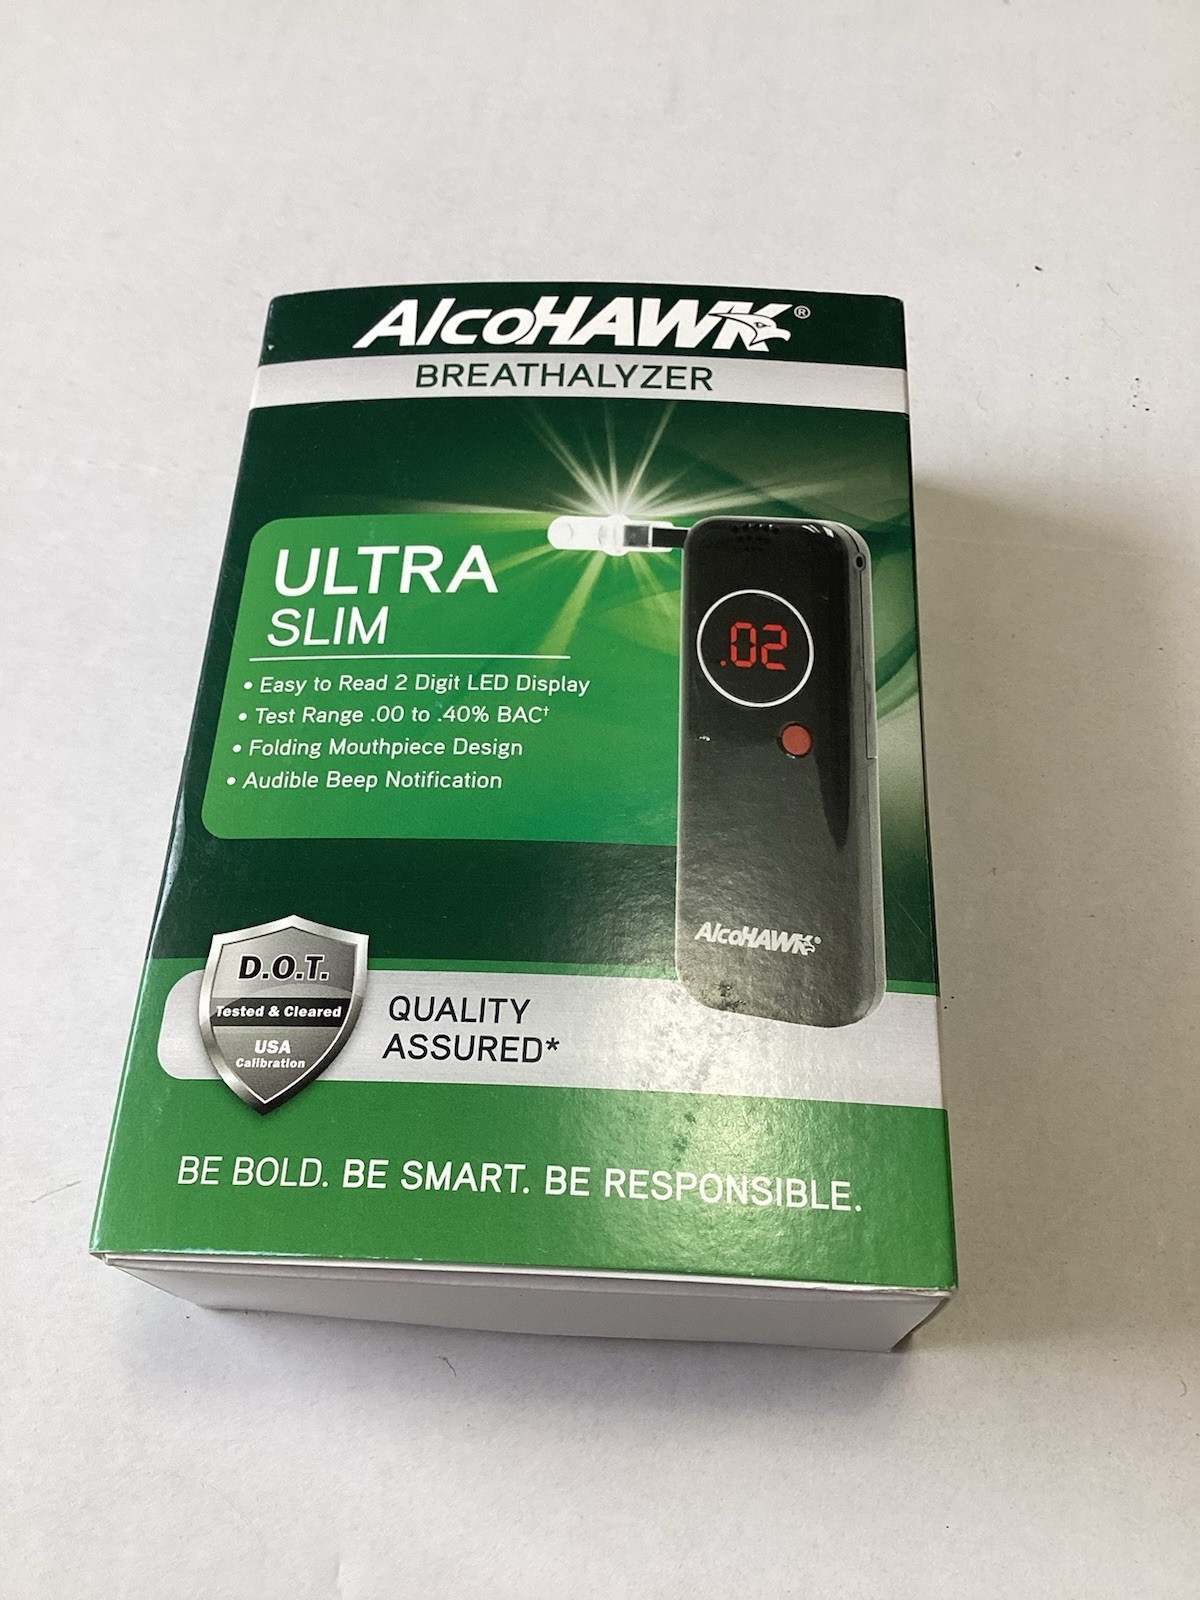 AlcoHAWK®
BREATHALYZER
ULTRA
SLIM
• Easy to Read 2 Digit LED Display
• Test Range .00 to .40% BAC†
• Folding Mouthpiece Design
• Audible Beep Notification
.02
AlcoHAWK®
D.O.T.
Tested & Cleared
USA
Calibration
QUALITY
ASSURED*
BE BOLD. BE SMART. BE RESPONSIBLE.